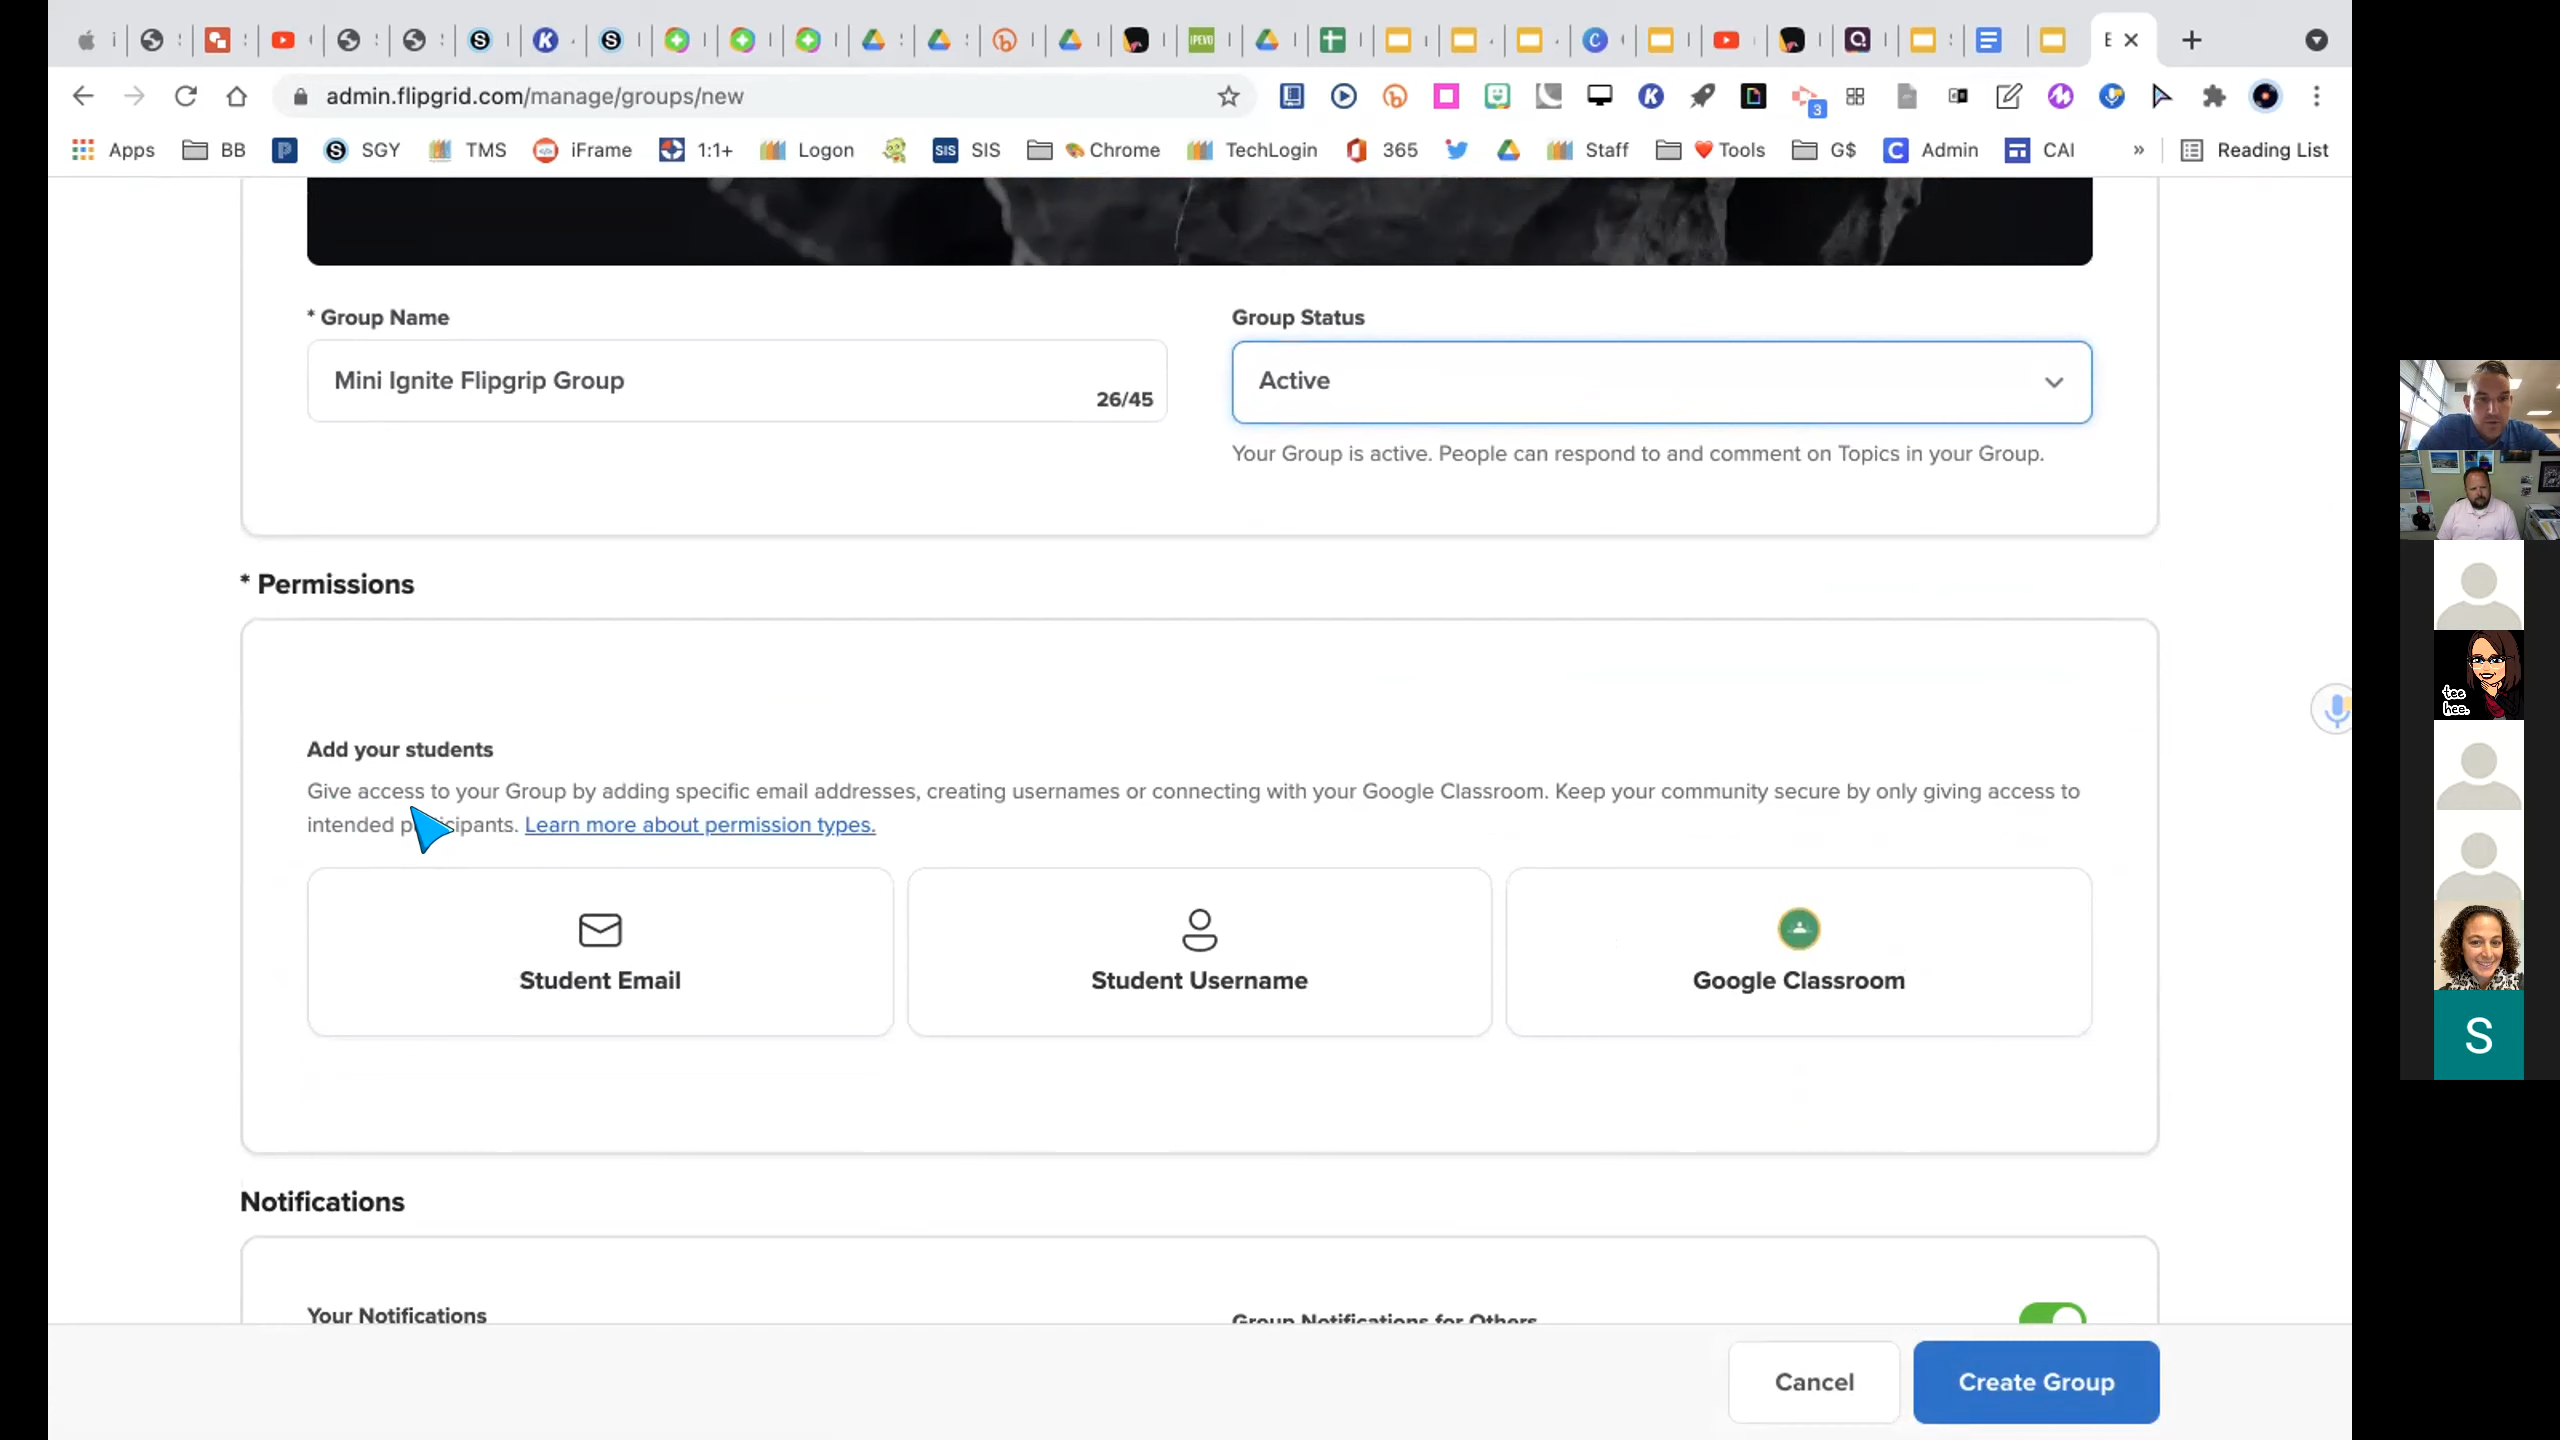 admin.flipgrid.com/manage/groups/new
3
Apps BB SGY TMS iFrame 1:1+ Logon SIS SIS Chrome TechLogin 365 Staff Tools G$ Admin CAI » Reading List
* Group Name
Mini Ignite Flipgrip Group
26/45
Group Status
Active
Your Group is active. People can respond to and comment on Topics in your Group.
* Permissions
Add your students
Give access to your Group by adding specific email addresses, creating usernames or connecting with your Google Classroom. Keep your community secure by only giving access to
intended participants. Learn more about permission types.
Student Email
Student Username
Google Classroom
Notifications
Your Notifications
Group Notifications for Others
Cancel
Create Group
tee
hee.
S